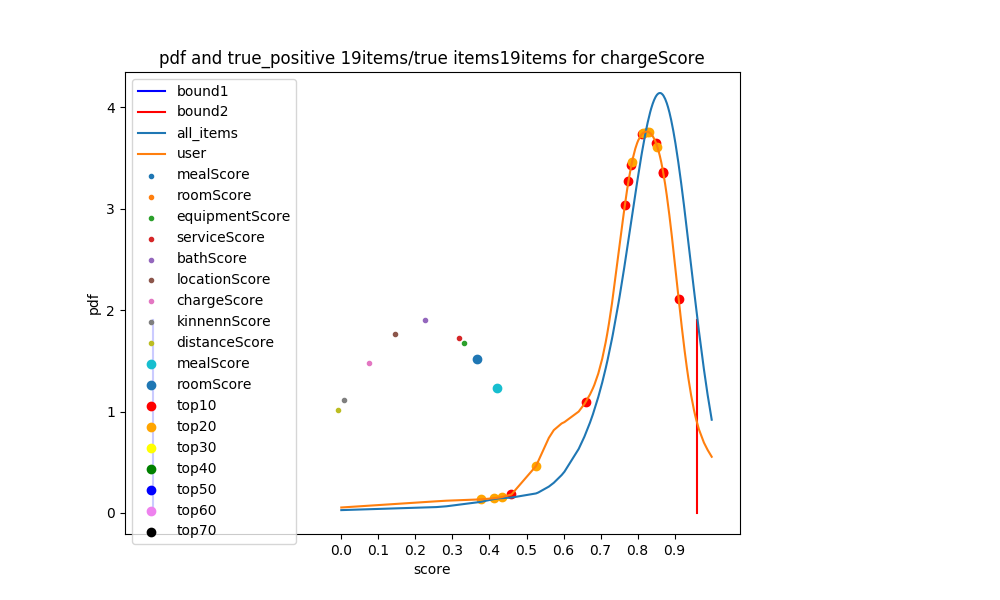 pdf and true_positive 19items/true items19items for chargeScore
bound1
bound2
all_items
user
mealScore
roomScore
equipmentScore
serviceScore
bathScore
locationScore
chargeScore
kinnennScore
distanceScore
mealScore
roomScore
top10
top20
top30
top40
top50
top60
top70
4
3
2
1
0
pdf
0.0 0.1 0.2 0.3 0.4 0.5 0.6 0.7 0.8 0.9
score